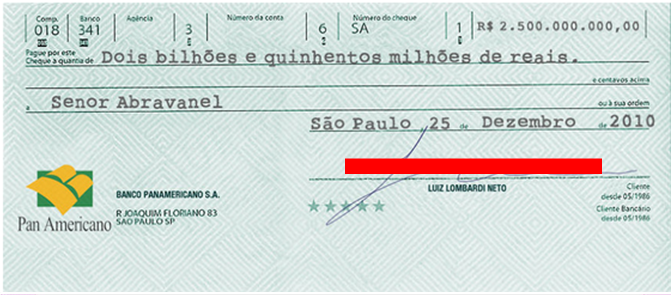 Comp. Banco Agência Número da conta Número do cheque
018 341 3 6 SA 1 R$ 2.500.000.000,00
Pague por este
Cheque a quantia de Dois bilhões e quinhentos milhões de reais.
e centavos acima
a Senor Abravanel ou à sua ordem
São Paulo, 25 de Dezembro de 2010
BANCO PANAMERICANO S.A.
R JOAQUIM FLORIANO 83
SAO PAULO SP
Pan Americano
LUIZ LOMBARDI NETO
Cliente
desde 05/1986
Cliente Bancário
desde 05/1986